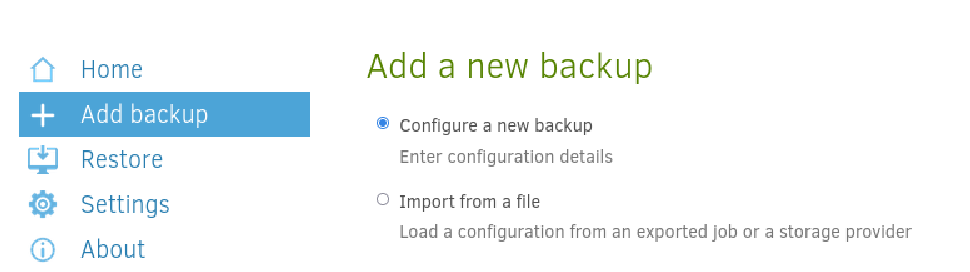 Home
Add backup
Restore
Settings
About
Add a new backup
Configure a new backup
Enter configuration details
Import from a file
Load a configuration from an exported job or a storage provider